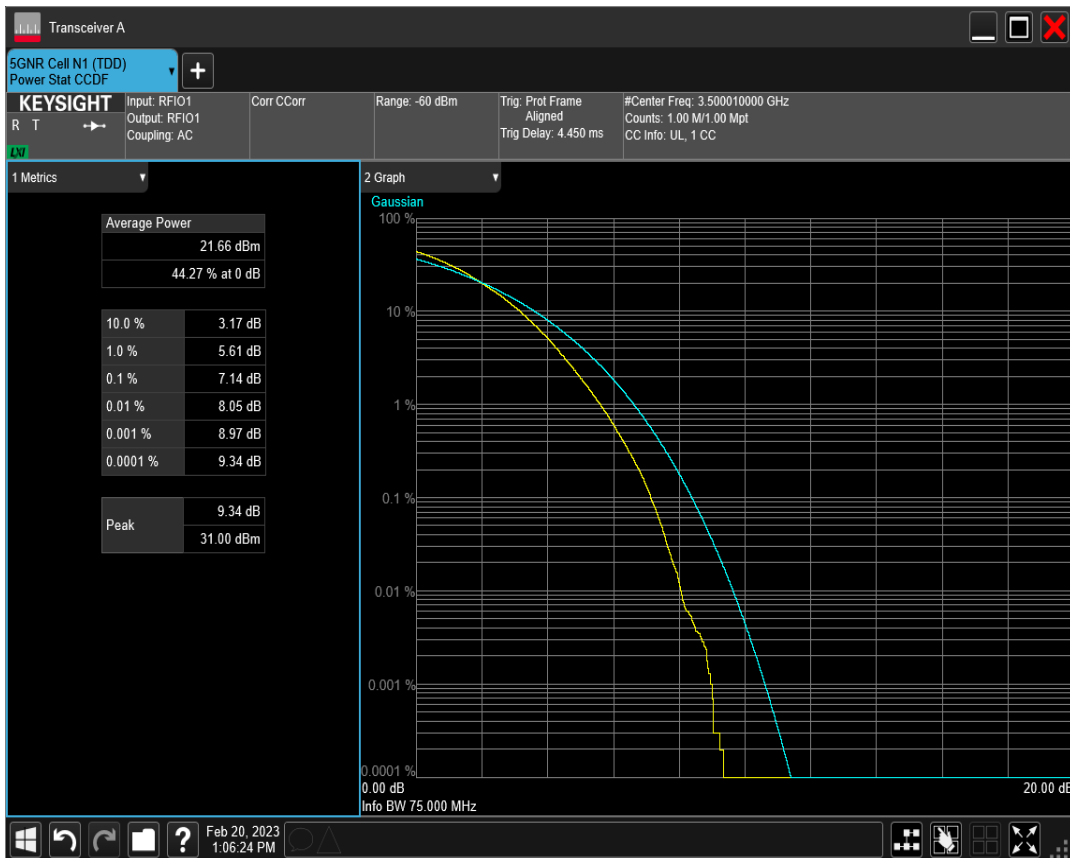 Transceiver A
5GNR Cell N1 (TDD)
Power Stat CCDF
+
KEYSIGHT
R T
LXI
Input: RFIO1
Output: RFIO1
Coupling: AC
Corr CCorr
Range: -60 dBm
Trig: Prot Frame
Aligned
Trig Delay: 4.450 ms
#Center Freq: 3.500010000 GHz
Counts: 1.00 M/1.00 Mpt
CC Info: UL, 1 CC
1 Metrics
Average Power
21.66 dBm
44.27 % at 0 dB
10.0 % 3.17 dB
1.0 % 5.61 dB
0.1 % 7.14 dB
0.01 % 8.05 dB
0.001 % 8.97 dB
0.0001 % 9.34 dB
Peak
9.34 dB
31.00 dBm
2 Graph
Gaussian
100 %
10 %
1 %
0.1 %
0.01 %
0.001 %
0.0001 %
0.00 dB 20.00 dB
Info BW 75.000 MHz
?
Feb 20, 2023
1:06:24 PM